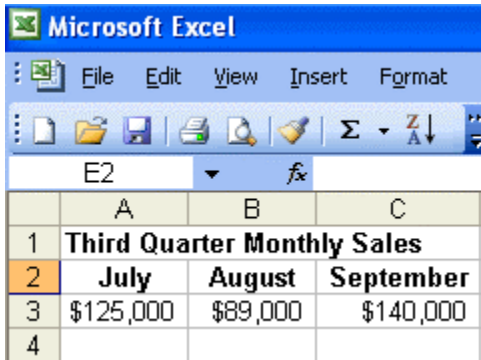 Microsoft Excel
File Edit View Insert Format
Σ Z A
E2 fx
A B C
1 Third Quarter Monthly Sales
2 July August September
3 $125,000 $89,000 $140,000
4